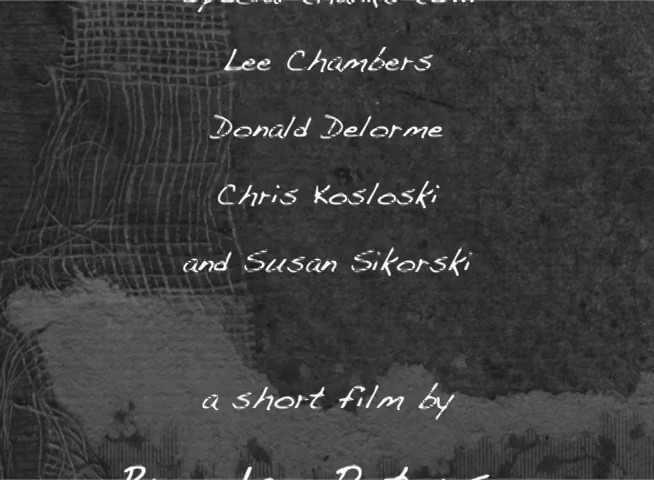 Lee Chambers
Donald Delorme
Chris Kosloski
and Susan Sikorski
a short film by